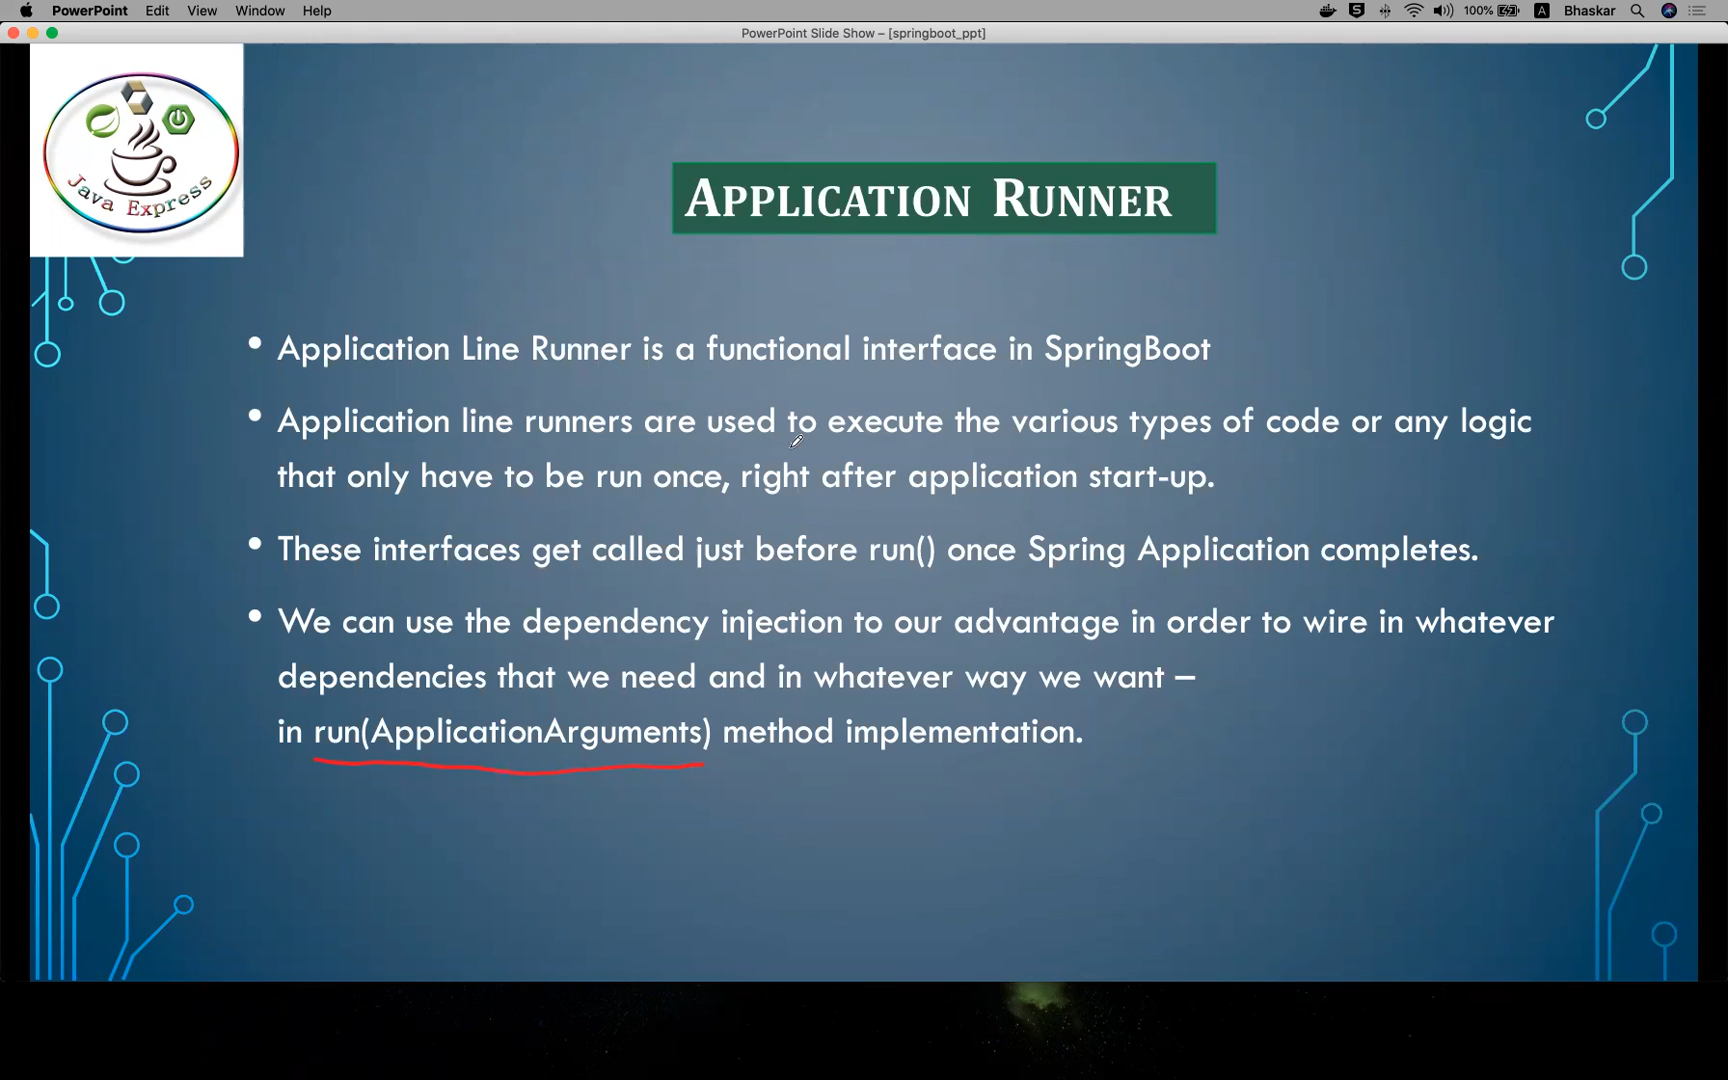 PowerPoint Edit View Window Help 100% A Bhaskar
PowerPoint Slide Show – [springboot_ppt]
Java Express
APPLICATION RUNNER
• Application Line Runner is a functional interface in SpringBoot
• Application line runners are used to execute the various types of code or any logic
that only have to be run once, right after application start-up.
• These interfaces get called just before run() once Spring Application completes.
• We can use the dependency injection to our advantage in order to wire in whatever
dependencies that we need and in whatever way we want –
in run(ApplicationArguments) method implementation.